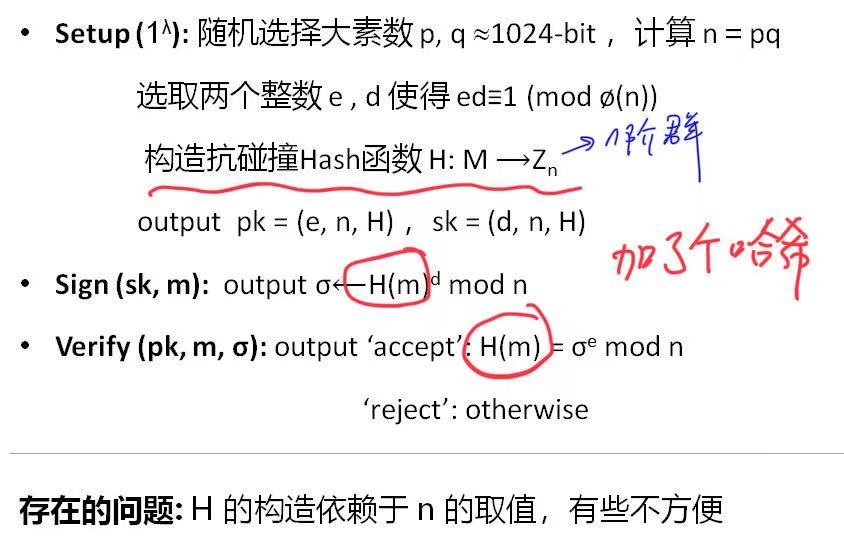 • Setup (1^λ): 随机选择大素数 p, q ≈1024-bit ，计算 n = pq
选取两个整数 e , d 使得 ed≡1 (mod ø(n))
构造抗碰撞Hash函数 H: M ⟶Zₙ → n阶群
output pk = (e, n, H) ，sk = (d, n, H)
加了个哈希
• Sign (sk, m): output σ⟵H(m)^d mod n
• Verify (pk, m, σ): output ‘accept’: H(m) = σ^e mod n
‘reject’: otherwise
存在的问题: H 的构造依赖于 n 的取值，有些不方便